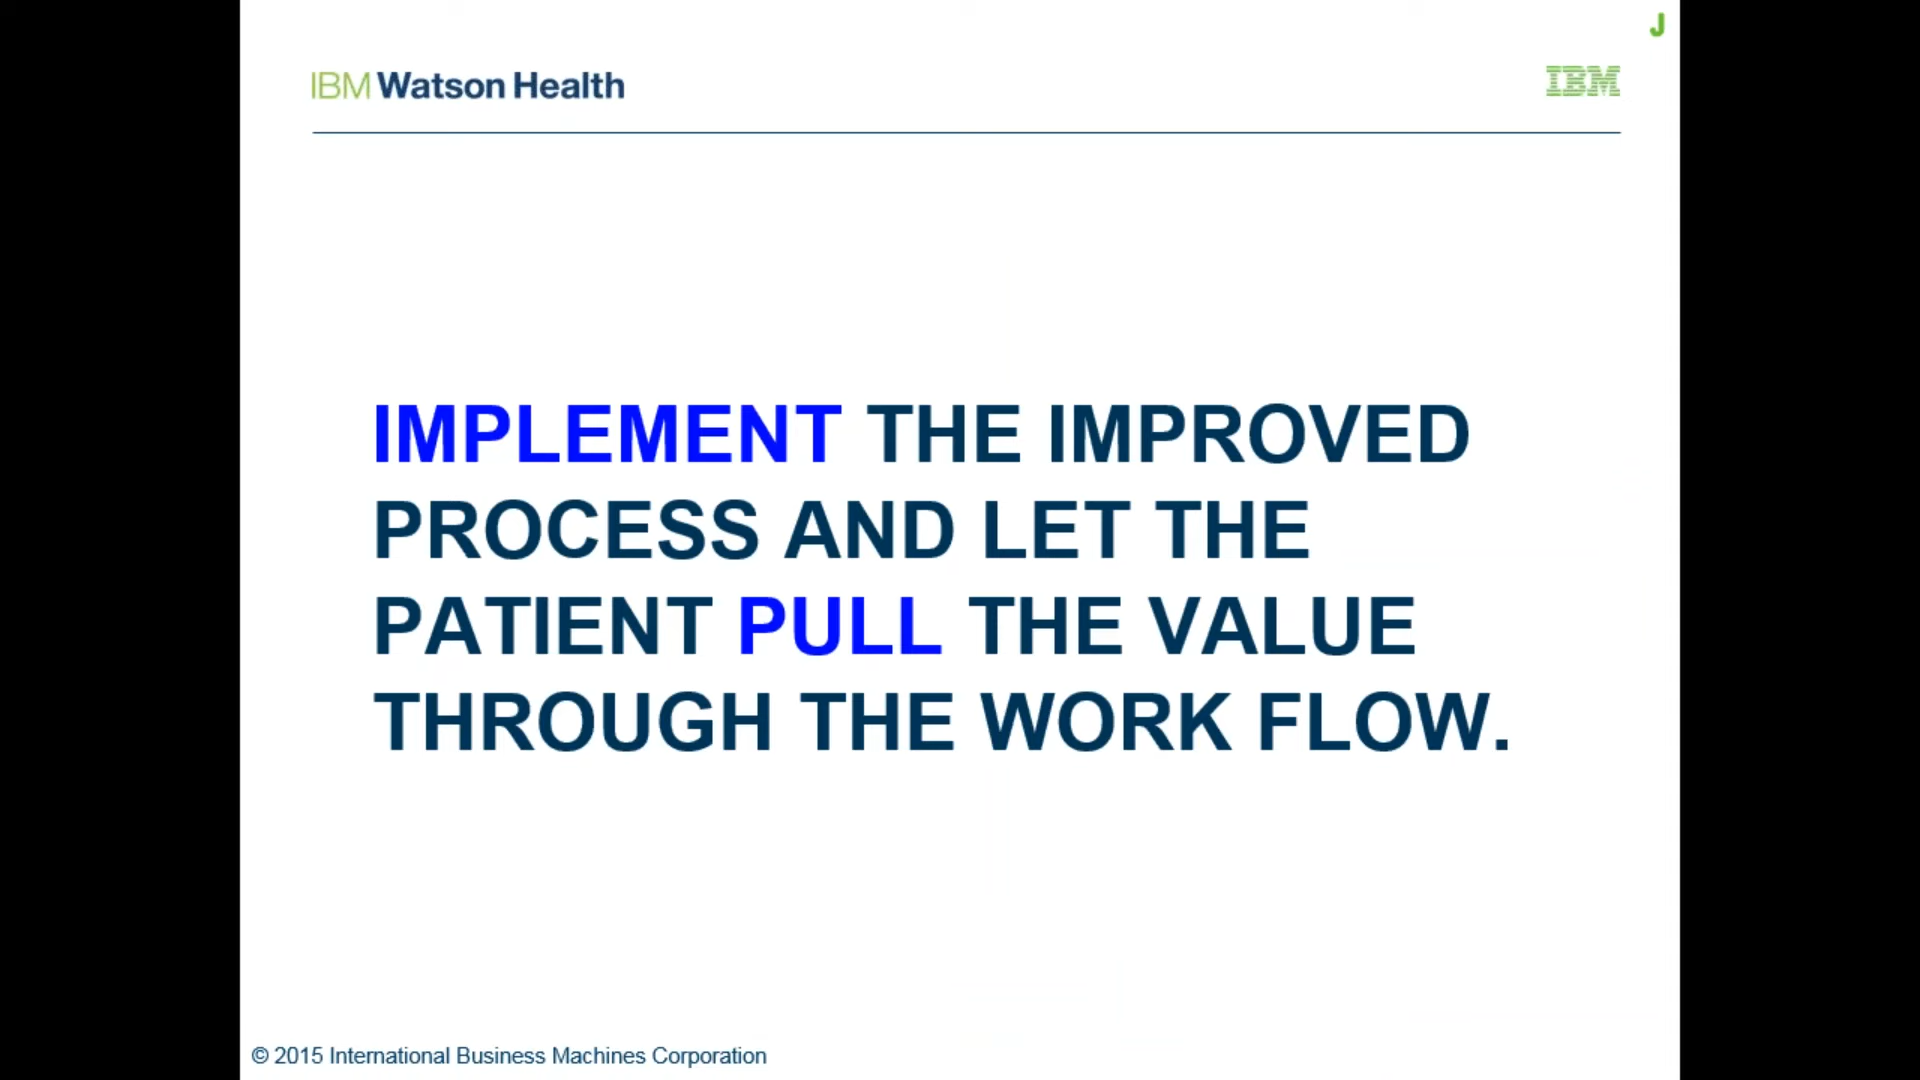 J
IBM Watson Health
IBM
IMPLEMENT THE IMPROVED
PROCESS AND LET THE
PATIENT PULL THE VALUE
THROUGH THE WORK FLOW.
© 2015 International Business Machines Corporation